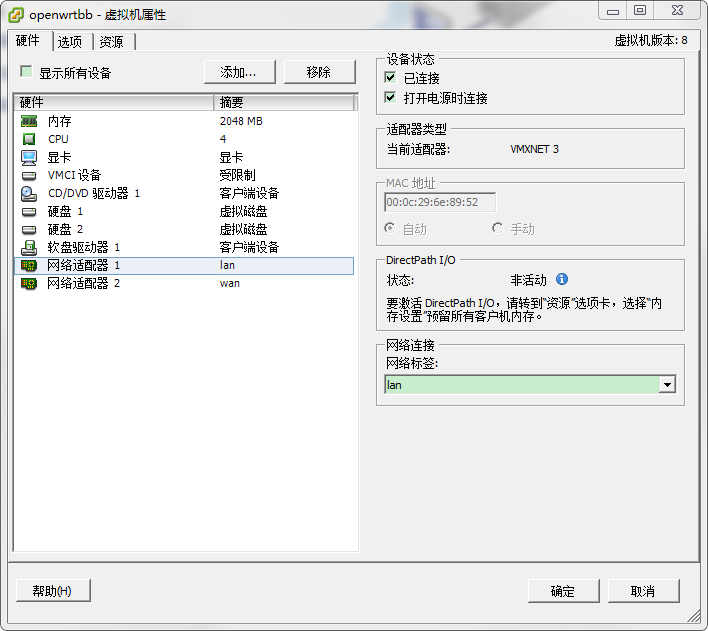 openwrtbb - 虚拟机属性
硬件 选项 资源
虚拟机版本: 8
显示所有设备
添加...
移除
硬件 摘要
内存 2048 MB
CPU 4
显卡 显卡
VMCI 设备 受限制
CD/DVD 驱动器 1 客户端设备
硬盘 1 虚拟磁盘
硬盘 2 虚拟磁盘
软盘驱动器 1 客户端设备
网络适配器 1 lan
网络适配器 2 wan
设备状态
已连接
打开电源时连接
适配器类型
当前适配器: VMXNET 3
MAC 地址
00:0c:29:6e:89:52
自动 手动
DirectPath I/O
状态: 非活动
要激活 DirectPath I/O，请转到“资源”选项卡，选择“内
存设置”预留所有客户机内存。
网络连接
网络标签:
lan
帮助(H)
确定
取消